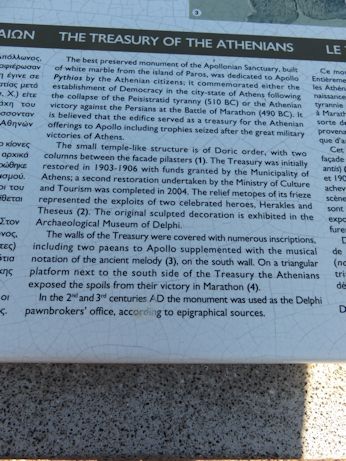 3
ΑΙΩΝ THE TREASURY OF THE ATHENIANS LE T
The best preserved monument of the Apollonian Sanctuary, built
of white marble from the island of Paros, was dedicated to Apollo
Pythios by the Athenian citizens; it commemorated either the
establishment of Democracy in the city-state of Athens following
the collapse of the Peisistratid tyranny (510 BC) or the Athenian
victory against the Persians at the Battle of Marathon (490 BC). It
is believed that the edifice served as a treasury for the Athenian
offerings to Apollo including trophies seized after the great military
victories of Athens.
The small temple-like structure is of Doric order, with two
columns between the facade pilasters (1). The Treasury was initially
restored in 1903-1906 with funds granted by the Municipality of
Athens; a second restoration undertaken by the Ministry of Culture
and Tourism was completed in 2004. The relief metopes of its frieze
represented the exploits of two celebrated heroes, Herakles and
Theseus (2). The original sculpted decoration is exhibited in the
Archaeological Museum of Delphi.
The walls of the Treasury were covered with numerous inscriptions,
including two paeans to Apollo supplemented with the musical
notation of the ancient melody (3), on the south wall. On a triangular
platform next to the south side of the Treasury the Athenians
exposed the spoils from their victory in Marathon (4).
In the 2nd and 3rd centuries AD the monument was used as the Delphi
pawnbrokers' office, according to epigraphical sources.